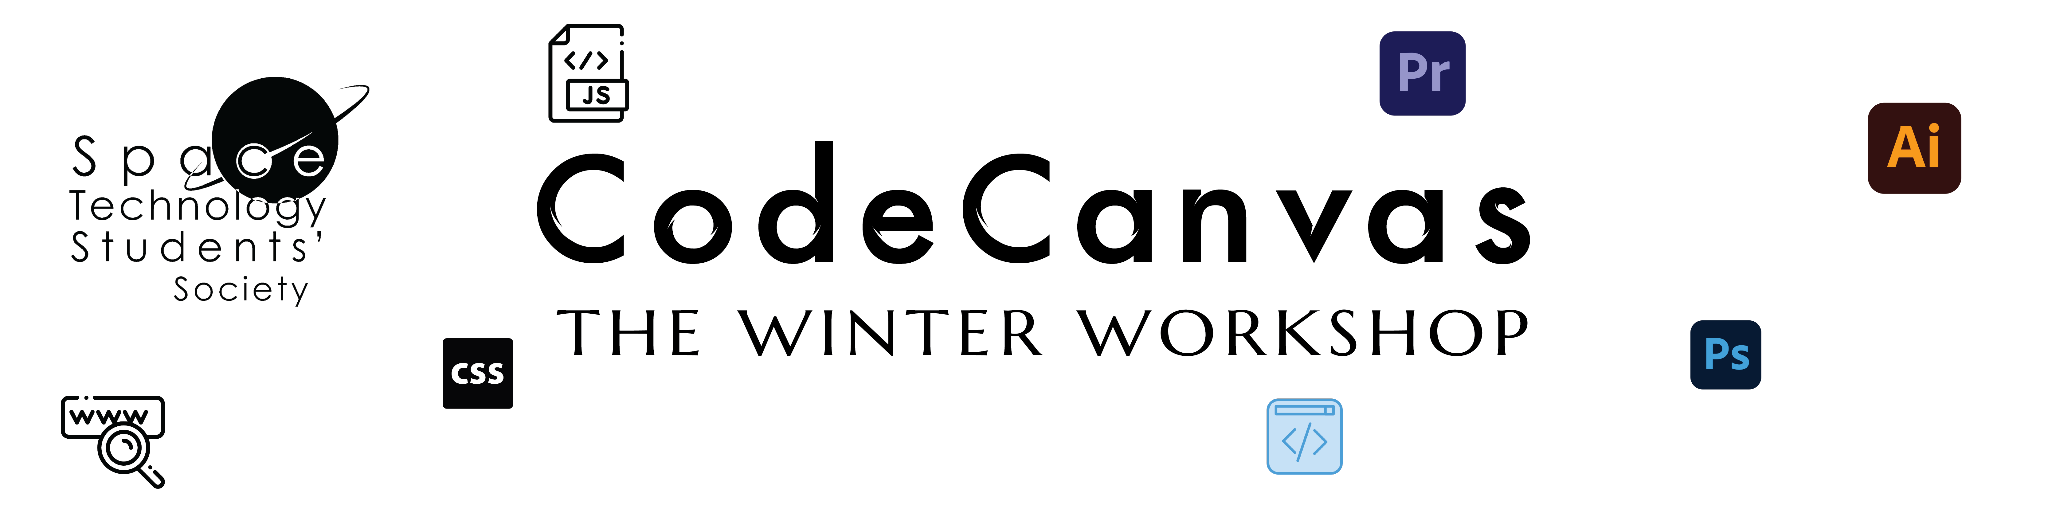 </>
JS
Pr
Ai
Space
Technology
Students'
Society
CodeCanvas
THE WINTER WORKSHOP
css
Ps
www
</>